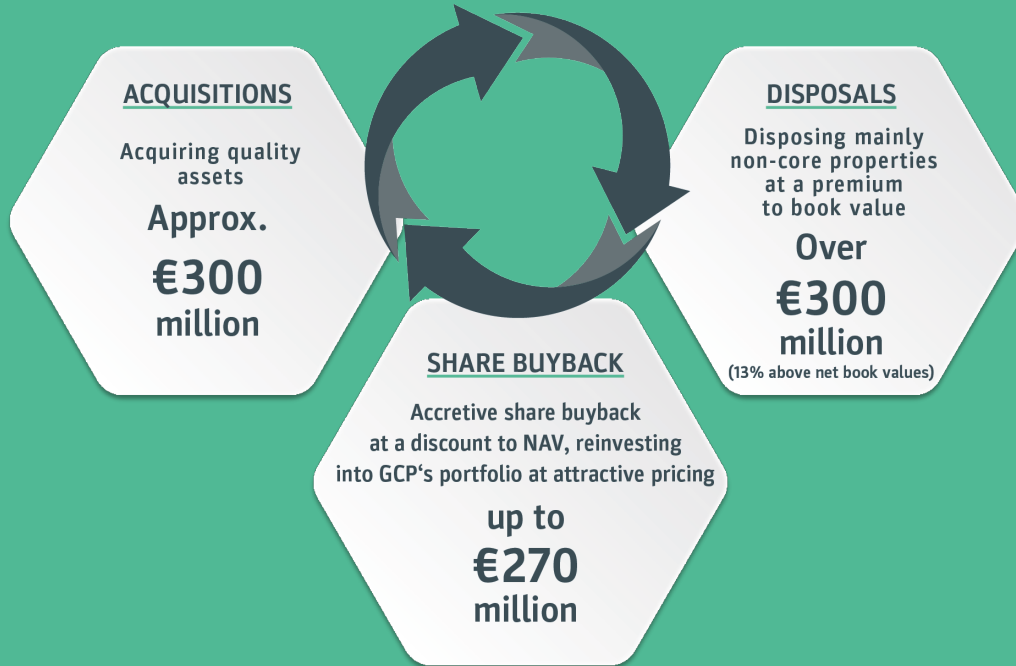 ACQUISITIONS
Acquiring quality
assets
Approx.
€300
million
DISPOSALS
Disposing mainly
non-core properties
at a premium
to book value
Over
€300
million
(13% above net book values)
SHARE BUYBACK
Accretive share buyback
at a discount to NAV, reinvesting
into GCP‘s portfolio at attractive pricing
up to
€270
million